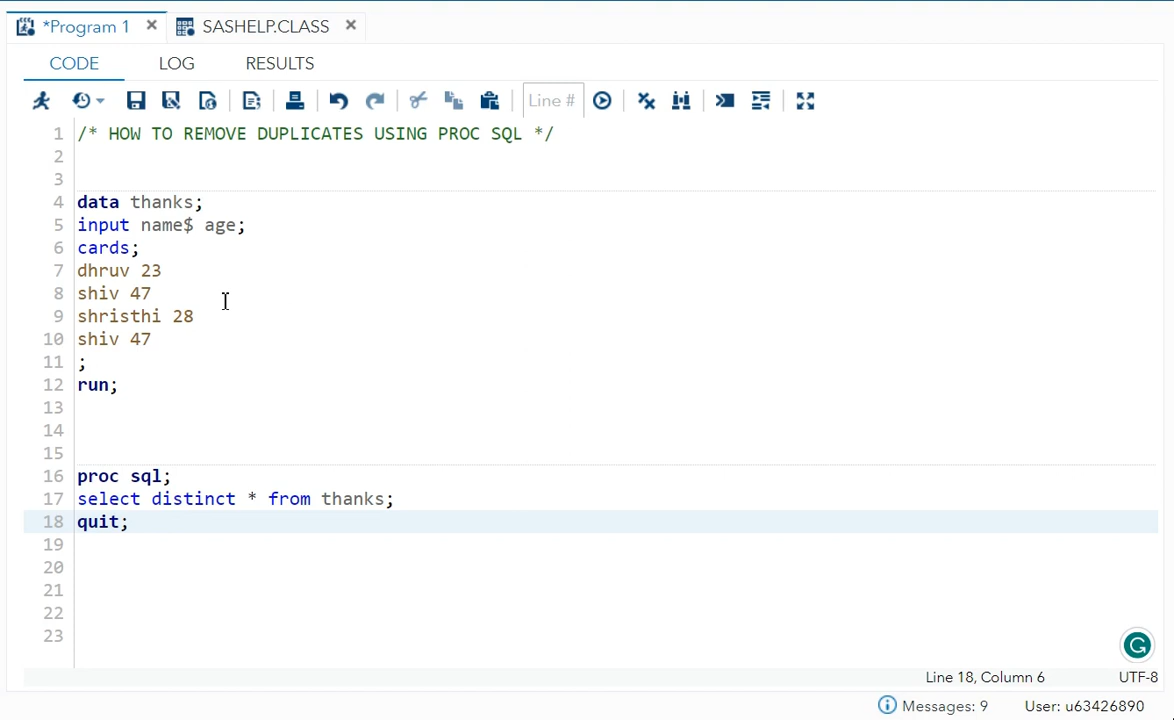 *Program 1 × SASHELP.CLASS ×
CODE LOG RESULTS
Line #
1 /* HOW TO REMOVE DUPLICATES USING PROC SQL */
2
3
4 data thanks;
5 input name$ age;
6 cards;
7 dhruv 23
8 shiv 47
9 shristhi 28
10 shiv 47
11 ;
12 run;
13
14
15
16 proc sql;
17 select distinct * from thanks;
18 quit;
19
20
21
22
23
Line 18, Column 6 UTF-8
Messages: 9 User: u63426890